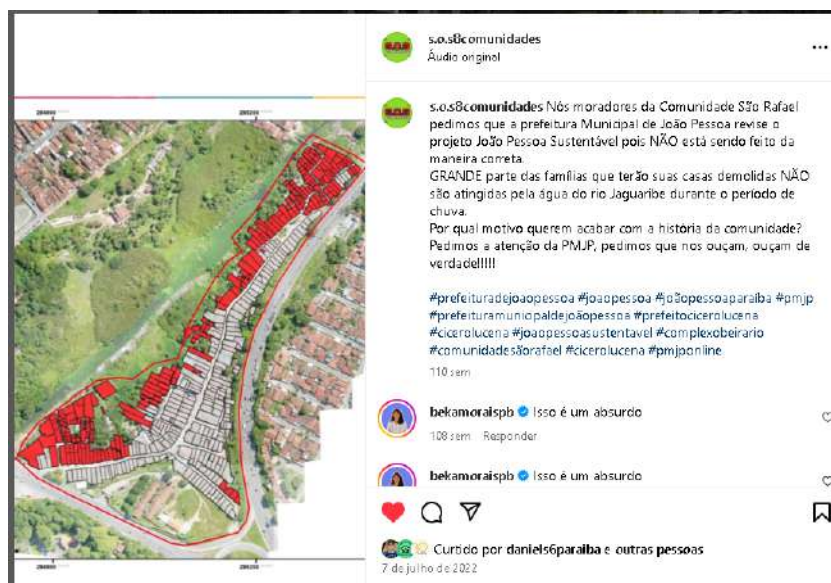 s.o.s8comunidades
Áudio original
s.o.s8comunidades Nós moradores da Comunidade São Rafael
pedimos que a prefeitura Municipal de João Pessoa revise o
projeto João Pessoa Sustentável pois NÃO está sendo feito da
maneira correta.
GRANDE parte das famílias que terão suas casas demolidas NÃO
são atingidas pela água do rio Jaguaribe durante o período de
chuva.
Por qual motivo querem acabar com a história da comunidade?
Pedimos a atenção da PMJP, pedimos que nos ouçam, ouçam de
verdade!!!!!
#prefeituradejoaopessoa #joaopessoa #joãopessoaparaíba #pmjp
#prefeituramunicipaldejoãopessoa #prefeitocicerolucena
#cicerolucena #joaopessoasustentavel #complexobeirario
#comunidadesãorafael #cicerolucena #pmjponline
110 sem
bekamoraispb Isso é um absurdo
108 sem Responder
bekamoraispb Isso é um absurdo
Curtido por daniels6paraiba e outras pessoas
7 de julho de 2022